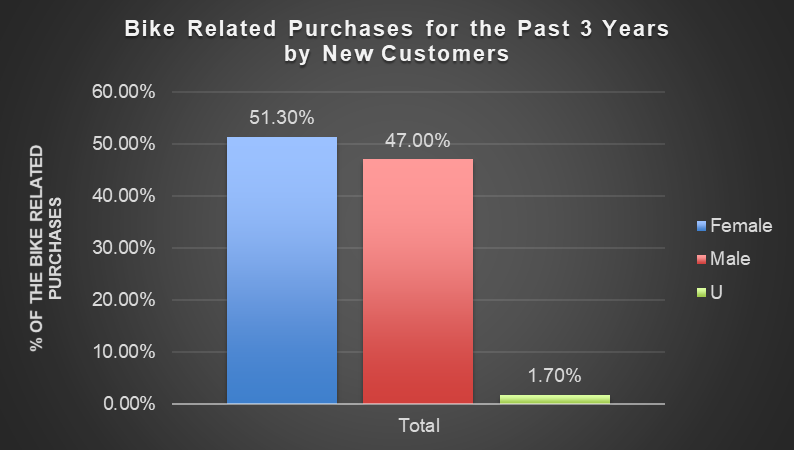 Bike Related Purchases for the Past 3 Years
by New Customers
60.00%
50.00%
40.00%
30.00%
20.00%
10.00%
0.00%
% OF THE BIKE RELATED
PURCHASES
51.30%
47.00%
1.70%
Total
Female
Male
U